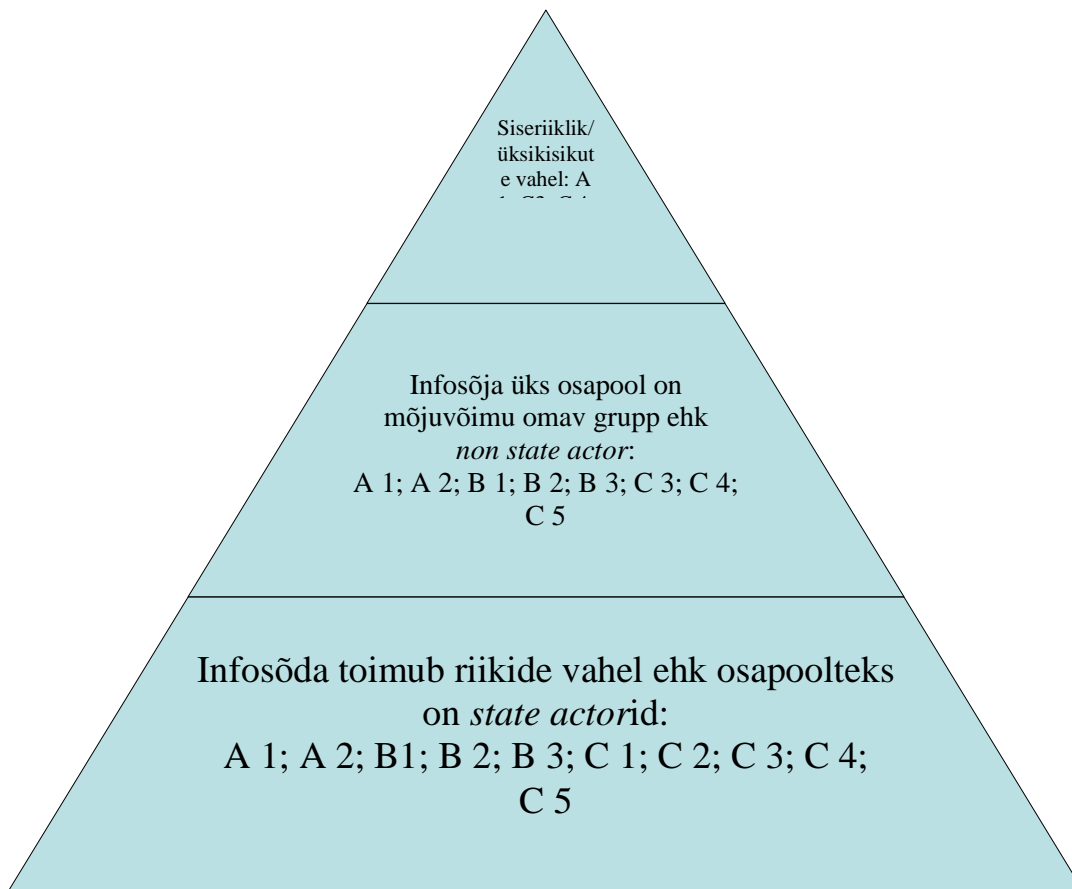 Siseriiklik/
üksikisikut
e vahel: A
Infosõja üks osapool on
mõjuvõimu omav grupp ehk
non state actor:
A 1; A 2; B 1; B 2; B 3; C 3; C 4;
C 5
Infosõda toimub riikide vahel ehk osapoolteks
on state actorid:
A 1; A 2; B1; B 2; B 3; C 1; C 2; C 3; C 4;
C 5